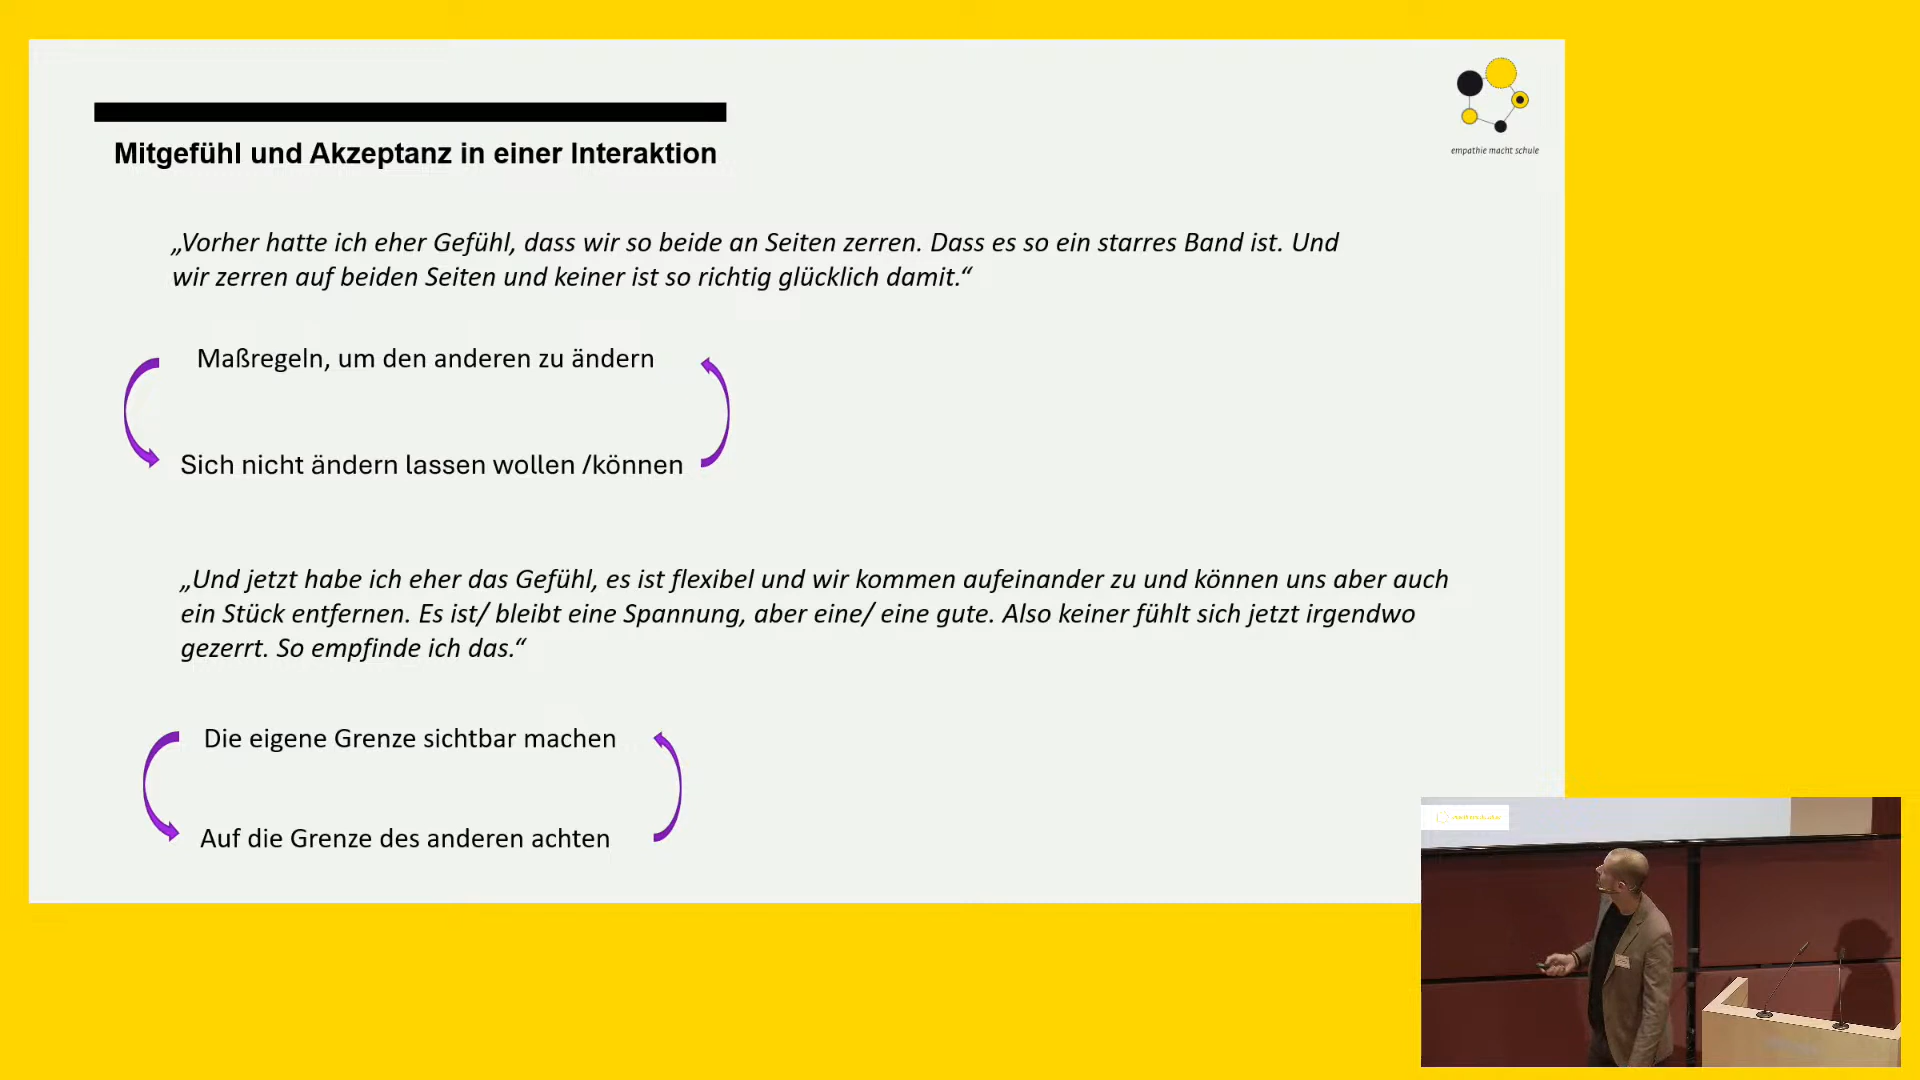 empathie macht schule
Mitgefühl und Akzeptanz in einer Interaktion
„Vorher hatte ich eher Gefühl, dass wir so beide an Seiten zerren. Dass es so ein starres Band ist. Und
wir zerren auf beiden Seiten und keiner ist so richtig glücklich damit.“
Maßregeln, um den anderen zu ändern
Sich nicht ändern lassen wollen /können
„Und jetzt habe ich eher das Gefühl, es ist flexibel und wir kommen aufeinander zu und können uns aber auch
ein Stück entfernen. Es ist/ bleibt eine Spannung, aber eine/ eine gute. Also keiner fühlt sich jetzt irgendwo
gezerrt. So empfinde ich das.“
Die eigene Grenze sichtbar machen
Auf die Grenze des anderen achten